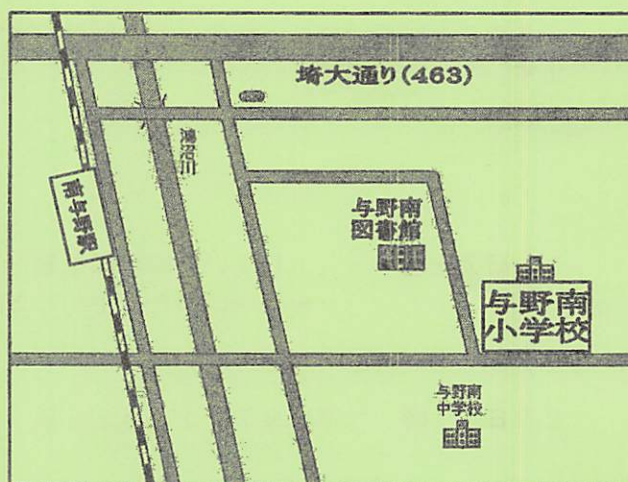 埼大通り(463)
鴻沼川
南与野駅
与野南
図書館
与野南
小学校
与野南
中学校